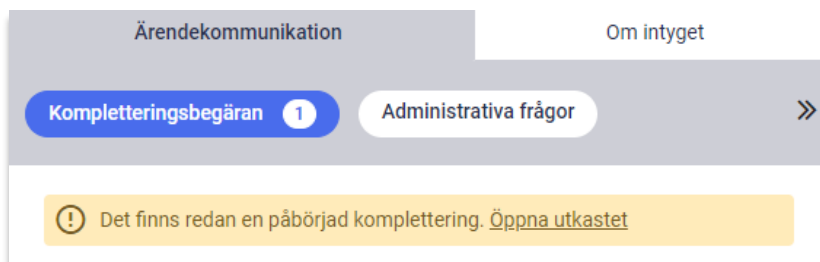 Ärendekommunikation Om intyget
Kompletteringsbegäran 1 Administrativa frågor
Det finns redan en påbörjad komplettering. Öppna utkastet